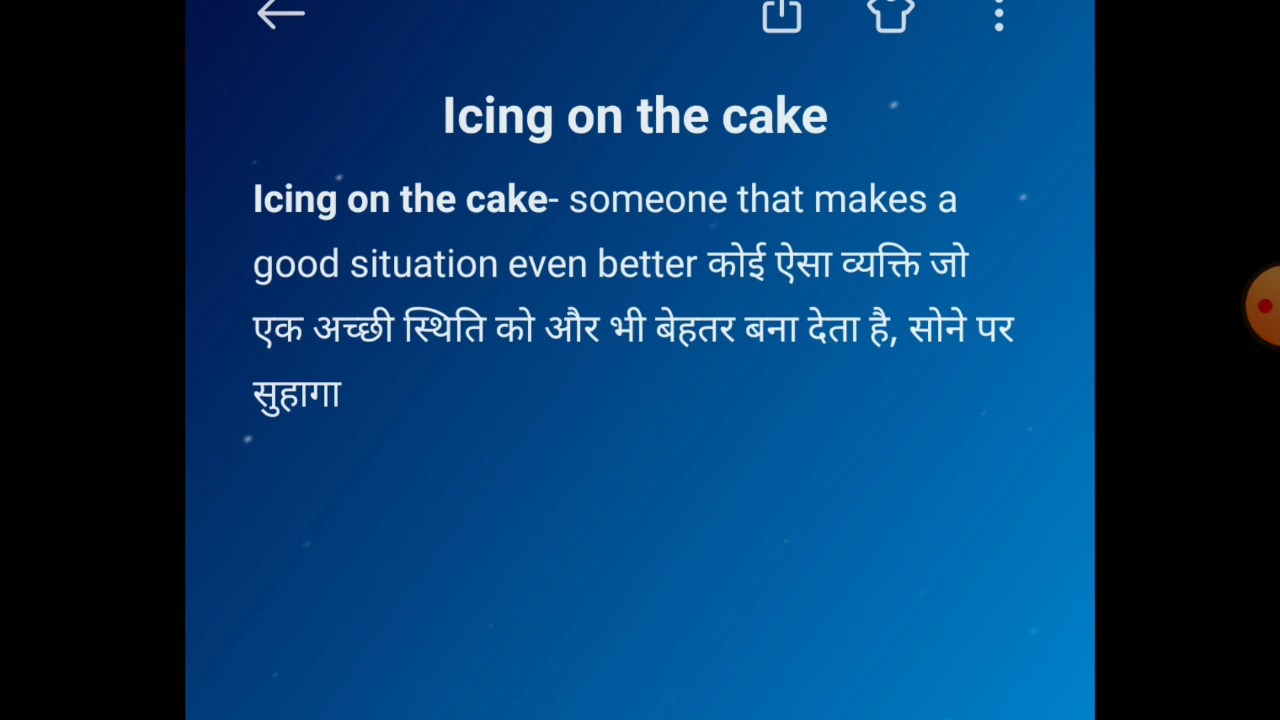 Icing on the cake
Icing on the cake- someone that makes a
good situation even better कोई ऐसा व्यक्ति जो
एक अच्छी स्थिति को और भी बेहतर बना देता है, सोने पर
सुहागा